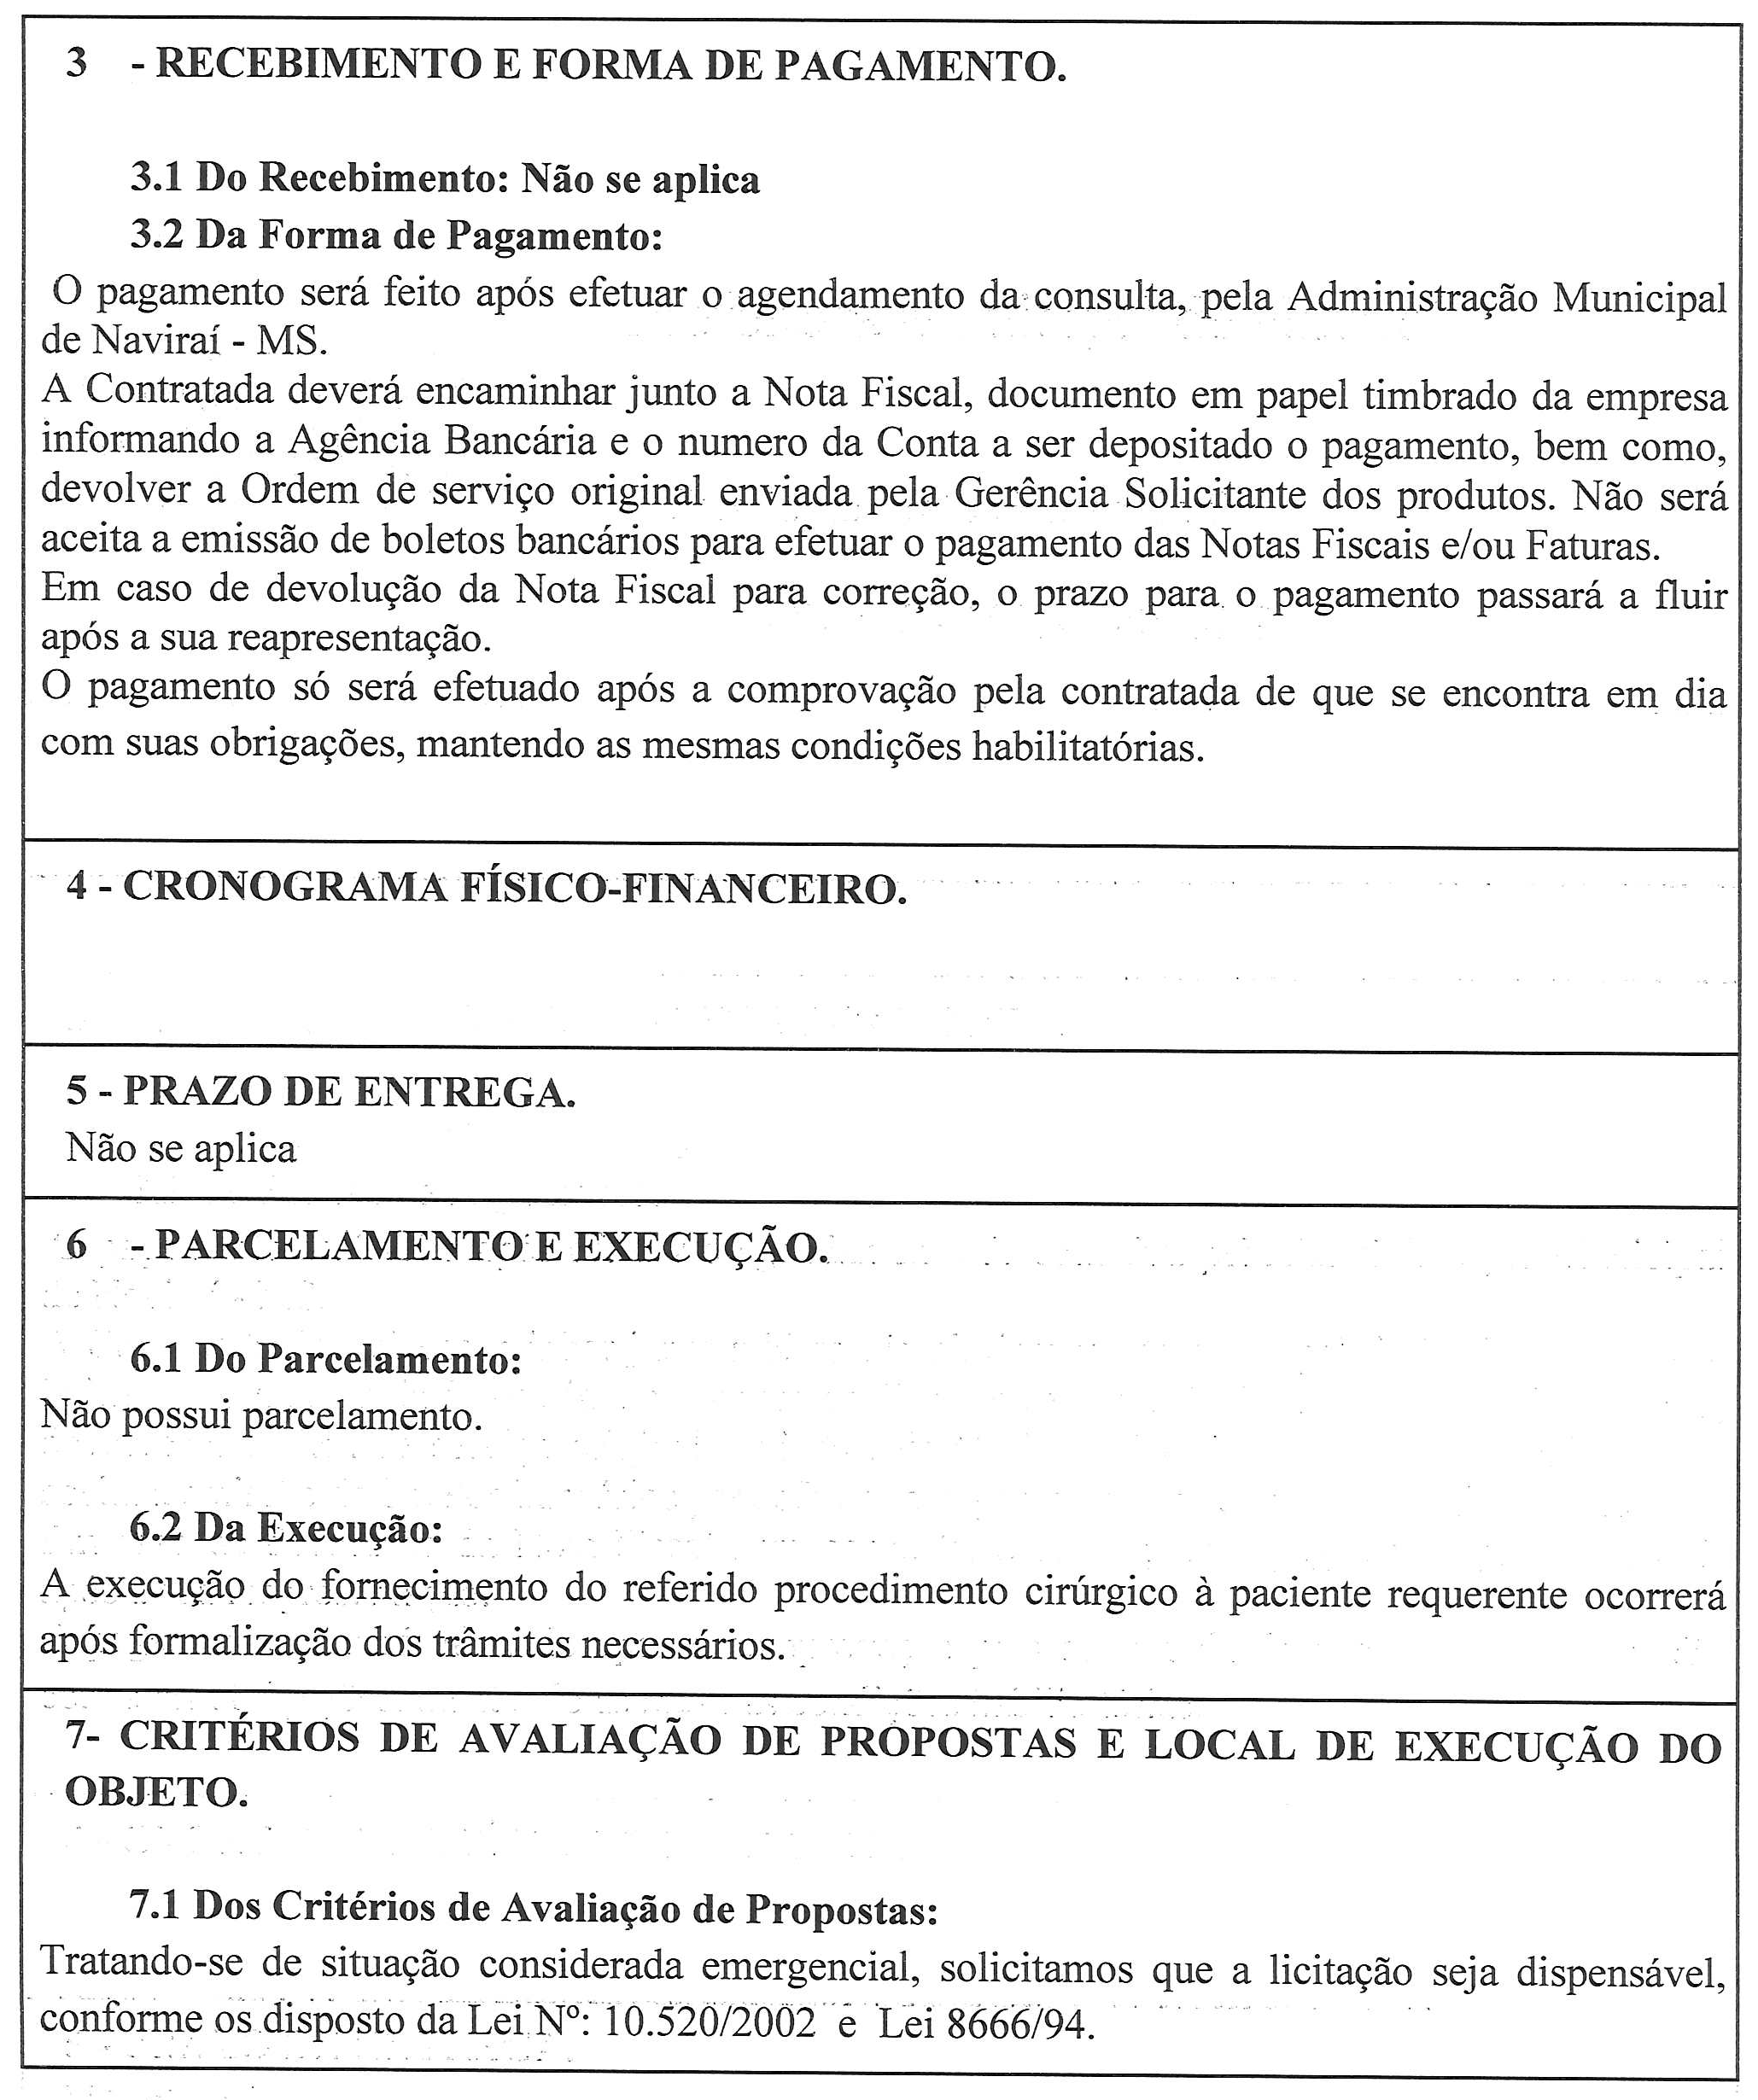 3 - RECEBIMENTO E FORMA DE PAGAMENTO.
3.1 Do Recebimento: Não se aplica
3.2 Da Forma de Pagamento:
O pagamento será feito após efetuar o agendamento da consulta, pela Administração Municipal
de Naviraí - MS.
A Contratada deverá encaminhar junto a Nota Fiscal, documento em papel timbrado da empresa
informando a Agência Bancária e o numero da Conta a ser depositado o pagamento, bem como,
devolver a Ordem de serviço original enviada pela Gerência Solicitante dos produtos. Não será
aceita a emissão de boletos bancários para efetuar o pagamento das Notas Fiscais e/ou Faturas.
Em caso de devolução da Nota Fiscal para correção, o prazo para o pagamento passará a fluir
após a sua reapresentação.
O pagamento só será efetuado após a comprovação pela contratada de que se encontra em dia
com suas obrigações, mantendo as mesmas condições habilitatórias.
4 - CRONOGRAMA FÍSICO-FINANCEIRO.
5 - PRAZO DE ENTREGA.
Não se aplica
6 - PARCELAMENTO E EXECUÇÃO.
6.1 Do Parcelamento:
Não possui parcelamento.
6.2 Da Execução:
A execução do fornecimento do referido procedimento cirúrgico à paciente requerente ocorrerá
após formalização dos trâmites necessários.
7- CRITÉRIOS DE AVALIAÇÃO DE PROPOSTAS E LOCAL DE EXECUÇÃO DO
OBJETO.
7.1 Dos Critérios de Avaliação de Propostas:
Tratando-se de situação considerada emergencial, solicitamos que a licitação seja dispensável,
conforme os disposto da Lei Nº: 10.520/2002 e Lei 8666/94.